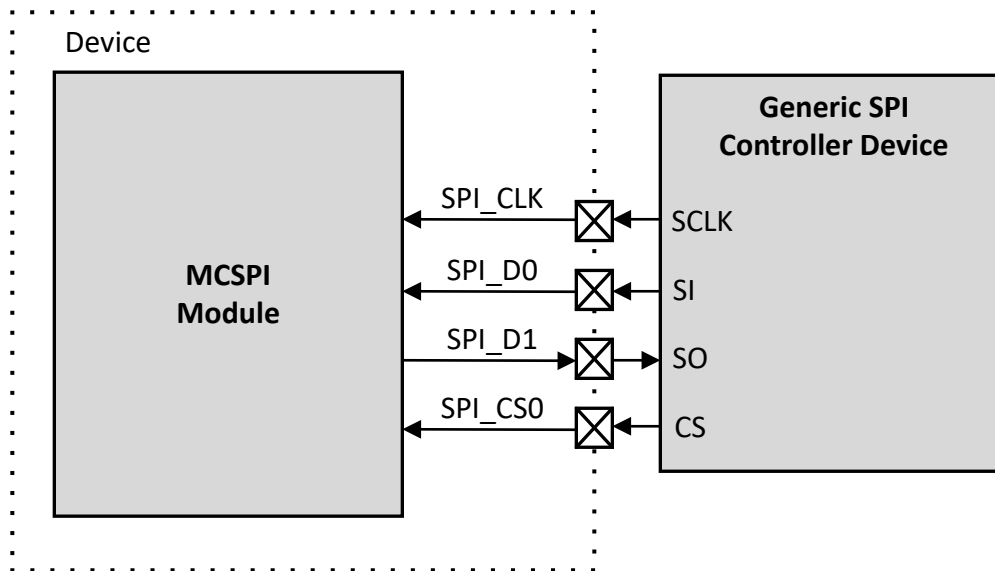 Device
Generic SPI
Controller Device
SPI_CLK
SCLK
MCSPI
Module
SPI_D0
SI
SPI_D1
SO
SPI_CS0
CS